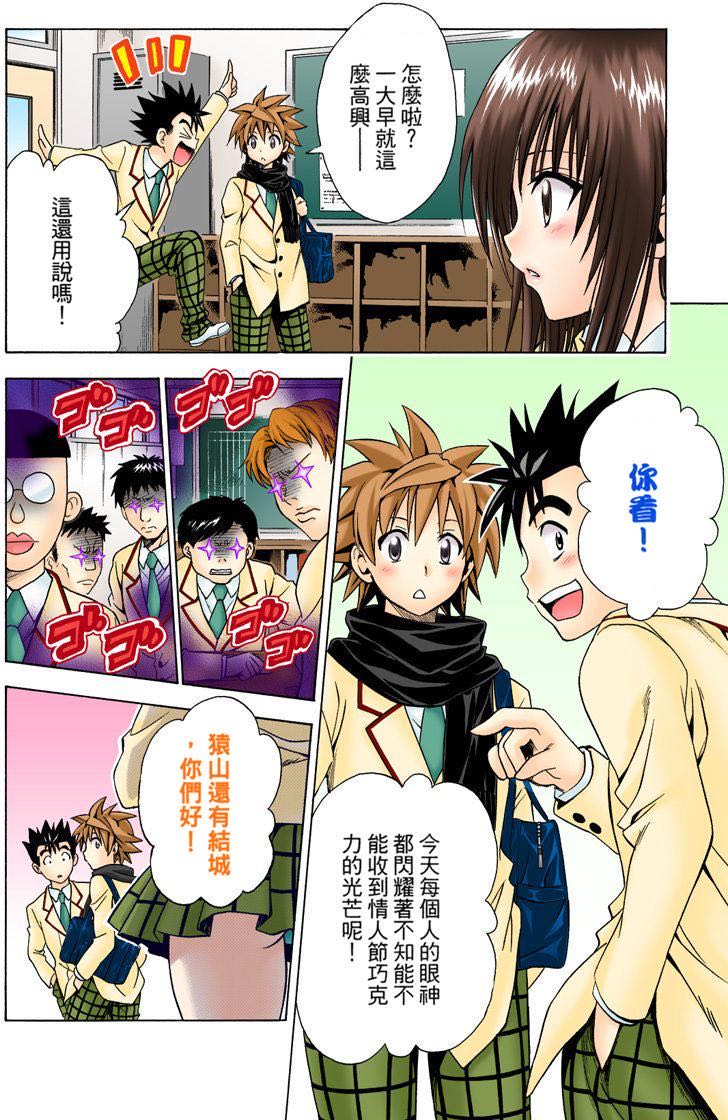 怎麼啦？
一大早就這
麼高興——
這還用說嗎！
你看！
今天每個人的眼神
都閃耀著不知能不
能收到情人節巧克
力的光芒呢！
ゴゴ
ゴゴ
ゴゴ
ゴゴ
猿山還有結城
，你們好！